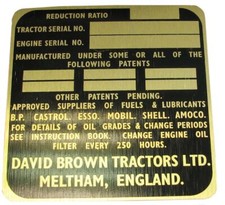 REDUCTION RATIO
TRACTOR SERIAL NO.
ENGINE SERIAL NO.
MANUFACTURED UNDER SOME OR ALL OF THE
FOLLOWING PATENTS
OTHER PATENTS PENDING.
APPROVED SUPPLIERS OF FUELS & LUBRICANTS
B.P. CASTROL. ESSO. MOBIL. SHELL. AMOCO.
FOR DETAILS OF OIL GRADES & CHANGE PERIODS
SEE INSTRUCTION BOOK. CHANGE ENGINE OIL
FILTER EVERY 250 HOURS.
DAVID BROWN TRACTORS LTD.
MELTHAM, ENGLAND.